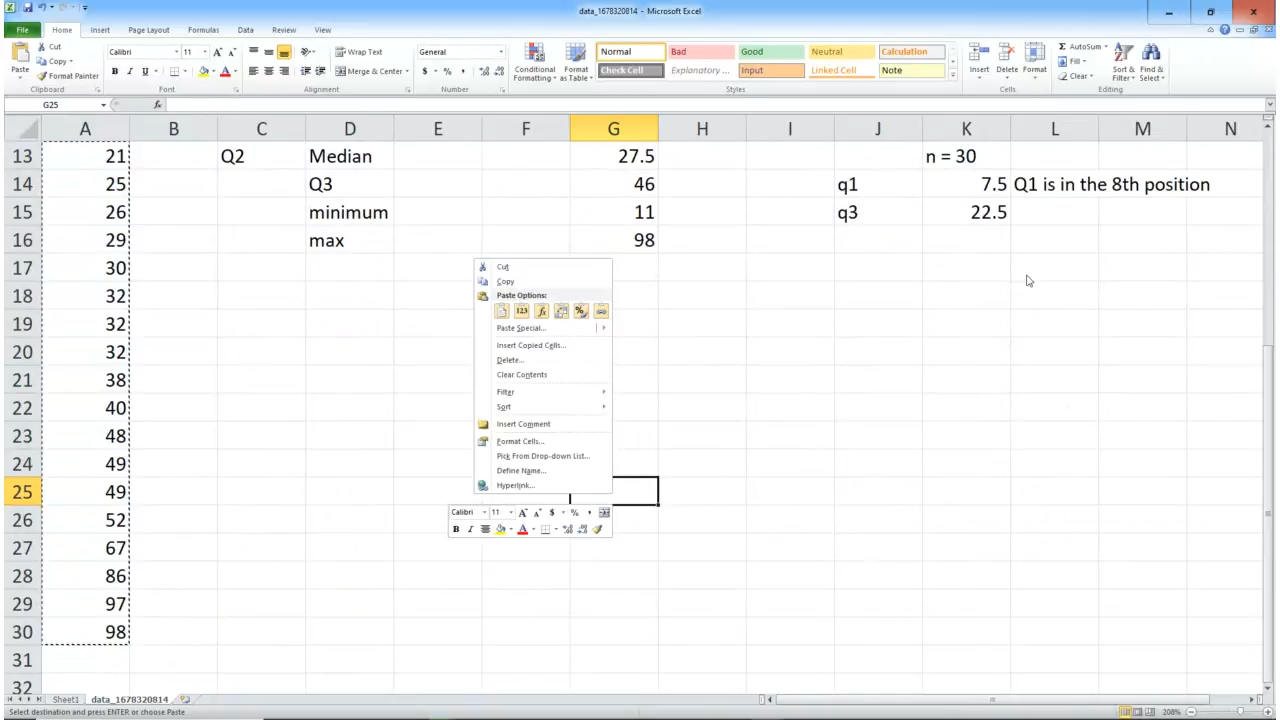 data_1678320814 - Microsoft Excel
File Home Insert Page Layout Formulas Data Review View
Paste
Cut
Copy
Format Painter
Clipboard
Calibri 11
B I U
Font
Wrap Text
Merge & Center
Alignment
General
$ % ,
Number
Conditional Formatting
Format as Table
Normal Bad Good Neutral Calculation
Check Cell Explanatory ... Input Linked Cell Note
Styles
Insert Delete Format
Cells
AutoSum
Fill
Clear
Sort & Filter
Find & Select
Editing
G25 fx
A B C D E F G H I J K L M N
13 21 Q2 Median 27.5 n = 30
14 25 Q3 46 q1 7.5 Q1 is in the 8th position
15 26 minimum 11 q3 22.5
16 29 max 98
17 30
18 32
19 32
20 32
21 38
22 40
23 48
24 49
25 49
26 52
27 67
28 86
29 97
30 98
31
32
Cut
Copy
Paste Options:
123 fx %
Paste Special...
Insert Copied Cells...
Delete...
Clear Contents
Filter
Sort
Insert Comment
Format Cells...
Pick From Drop-down List...
Define Name...
Hyperlink...
Calibri 11 A A $ % ,
B I A
Sheet1 data_1678320814
Select destination and press ENTER or choose Paste
208%